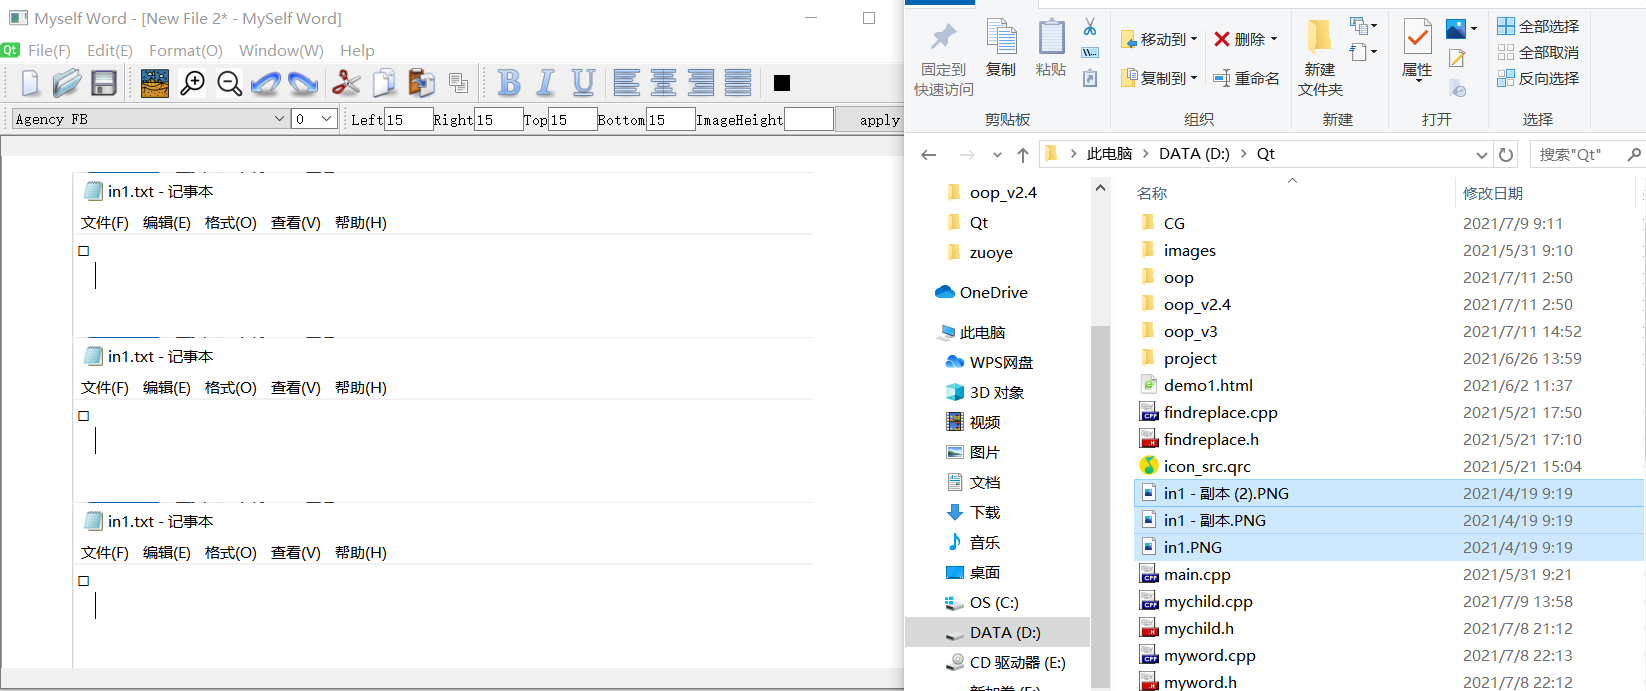 Myself Word - [New File 2* - MySelf Word]
File(F) Edit(E) Format(O) Window(W) Help
B I U
Agency FB 0 Left 15 Right 15 Top 15 Bottom 15 ImageHeight apply
in1.txt - 记事本
文件(F) 编辑(E) 格式(O) 查看(V) 帮助(H)
in1.txt - 记事本
文件(F) 编辑(E) 格式(O) 查看(V) 帮助(H)
in1.txt - 记事本
文件(F) 编辑(E) 格式(O) 查看(V) 帮助(H)
固定到
快速访问
复制
粘贴
剪贴板
移动到
复制到
删除
重命名
组织
新建
文件夹
新建
属性
打开
全部选择
全部取消
反向选择
选择
此电脑 > DATA (D:) > Qt
搜索"Qt"
oop_v2.4
Qt
zuoye
OneDrive
此电脑
WPS网盘
3D 对象
视频
图片
文档
下载
音乐
桌面
OS (C:)
DATA (D:)
CD 驱动器 (E:)
名称 修改日期
CG 2021/7/9 9:11
images 2021/5/31 9:10
oop 2021/7/11 2:50
oop_v2.4 2021/7/11 2:50
oop_v3 2021/7/11 14:52
project 2021/6/26 13:59
demo1.html 2021/6/2 11:37
findreplace.cpp 2021/5/21 17:50
findreplace.h 2021/5/21 17:10
icon_src.qrc 2021/5/21 15:04
in1 - 副本 (2).PNG 2021/4/19 9:19
in1 - 副本.PNG 2021/4/19 9:19
in1.PNG 2021/4/19 9:19
main.cpp 2021/5/31 9:21
mychild.cpp 2021/7/9 13:58
mychild.h 2021/7/8 21:12
myword.cpp 2021/7/8 22:13
myword.h 2021/7/8 22:12